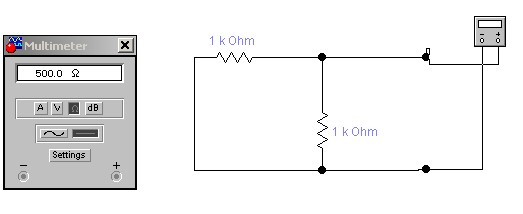 Multimeter
500.0 Ω
A V Ω dB
Settings
− +
1 k Ohm
1 k Ohm
− +